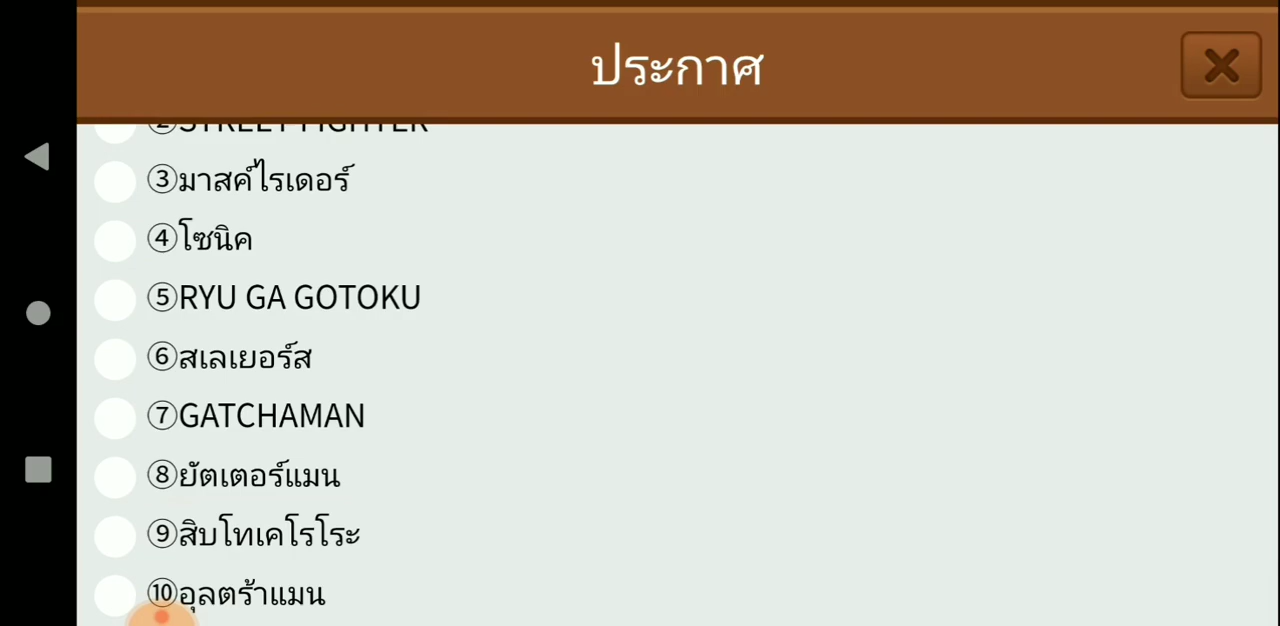 ประกาศ
②STREET FIGHTER
③มาสค์ไรเดอร์
④โซนิค
⑤RYU GA GOTOKU
⑥สเลเยอร์ส
⑦GATCHAMAN
⑧ยัตเตอร์แมน
⑨สิบโทเคโรโระ
⑩อุลตร้าแมน